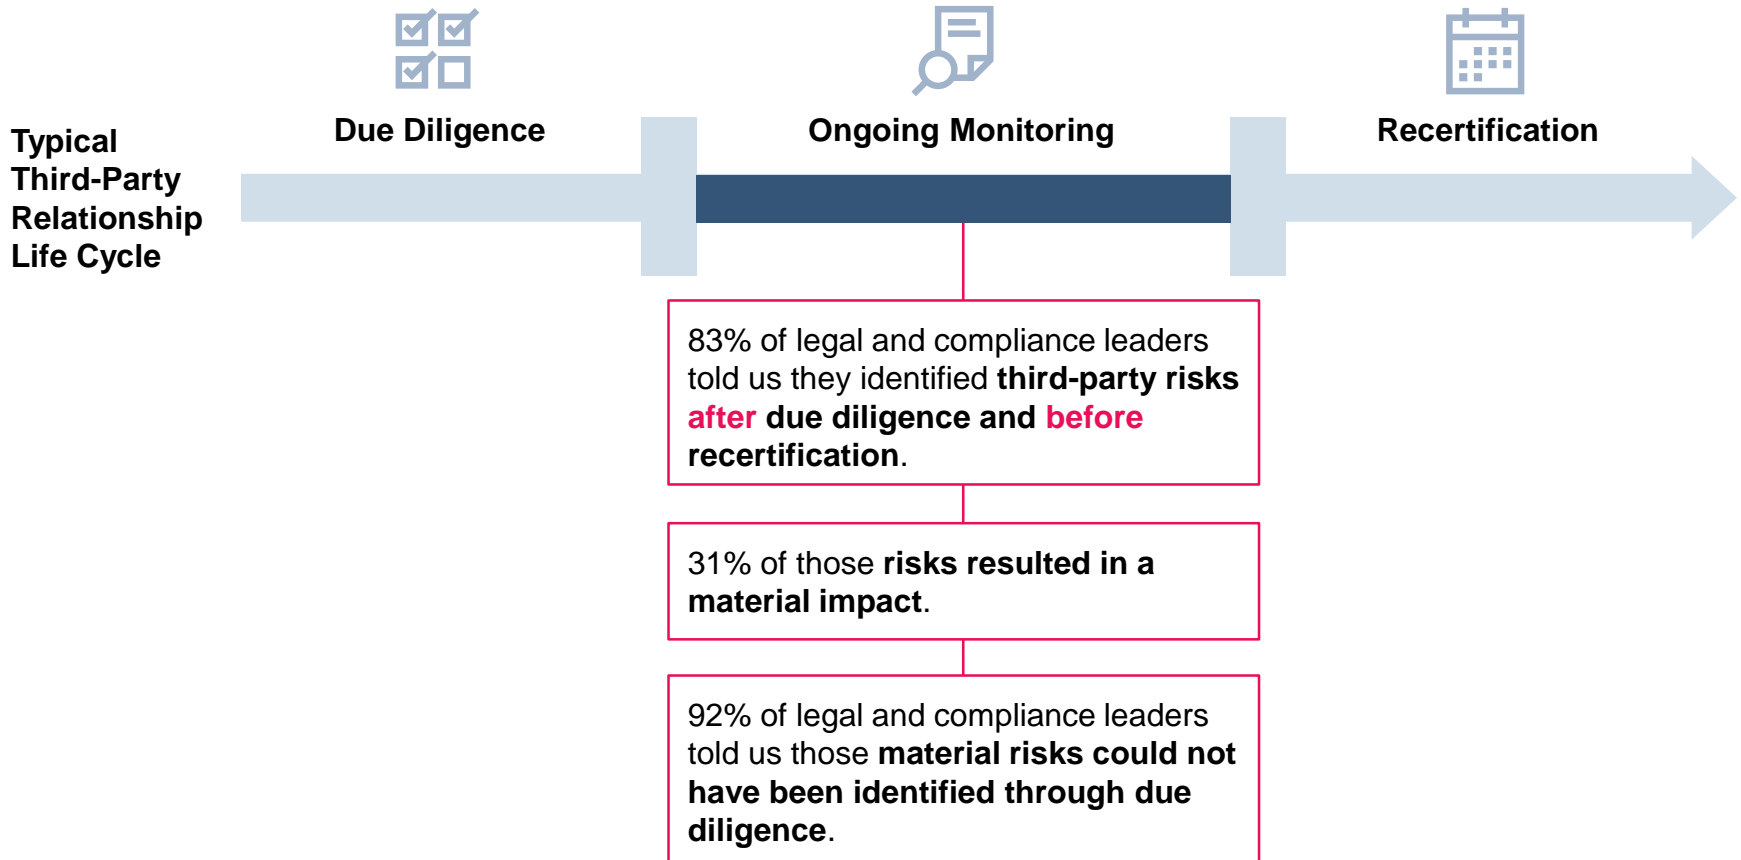 Typical
Third-Party
Relationship
Life Cycle
Due Diligence
Ongoing Monitoring
Recertification
83% of legal and compliance leaders
told us they identified third-party risks
after due diligence and before
recertification.
31% of those risks resulted in a
material impact.
92% of legal and compliance leaders
told us those material risks could not
have been identified through due
diligence.